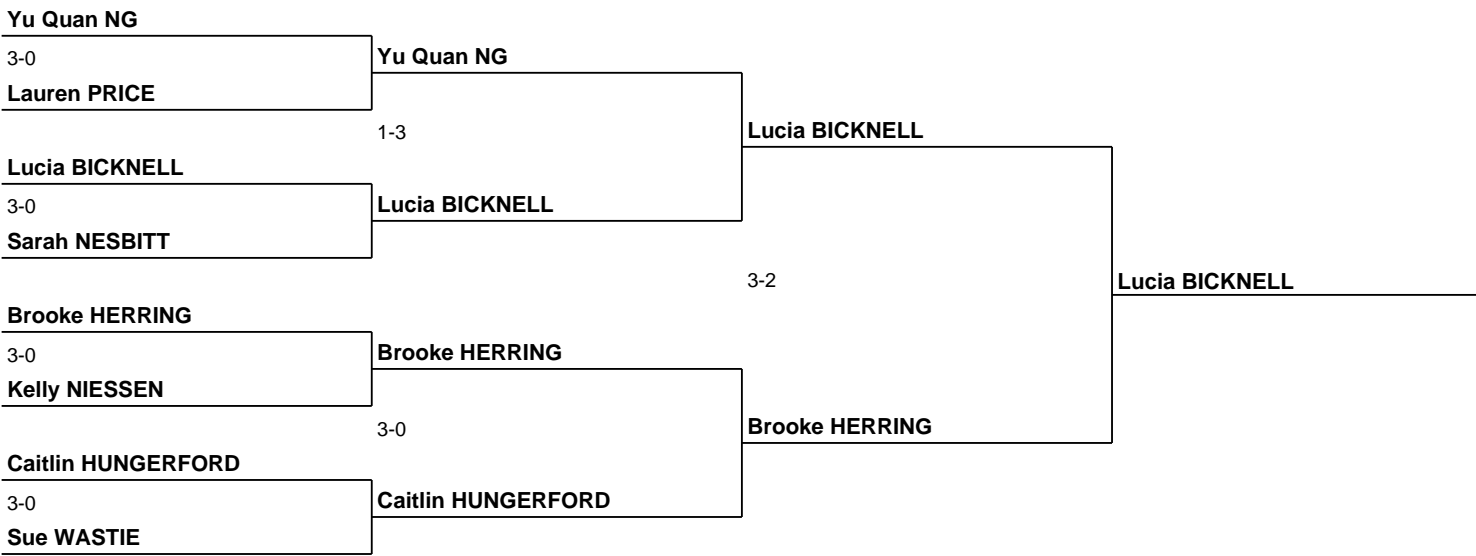 Yu Quan NG
3-0
Yu Quan NG
Lauren PRICE
1-3
Lucia BICKNELL
Lucia BICKNELL
3-0
Lucia BICKNELL
Sarah NESBITT
3-2
Lucia BICKNELL
Brooke HERRING
3-0
Brooke HERRING
Kelly NIESSEN
3-0
Brooke HERRING
Caitlin HUNGERFORD
3-0
Caitlin HUNGERFORD
Sue WASTIE